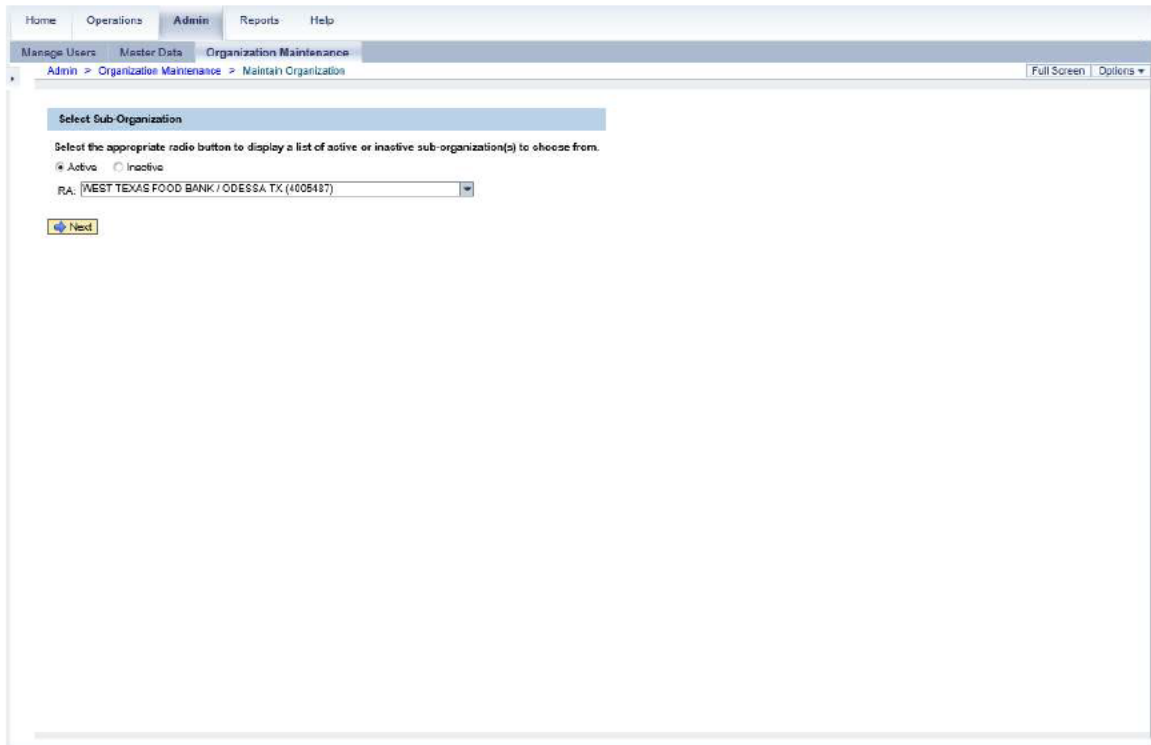 Home Operations Admin Reports Help
Manage Users Master Data Organization Maintenance
Admin > Organization Maintenance > Maintain Organization Full Screen Options
Select Sub-Organization
Select the appropriate radio button to display a list of active or inactive sub-organization(s) to choose from.
Active Inactive
RA: WEST TEXAS FOOD BANK / ODESSA TX (4005487)
Next